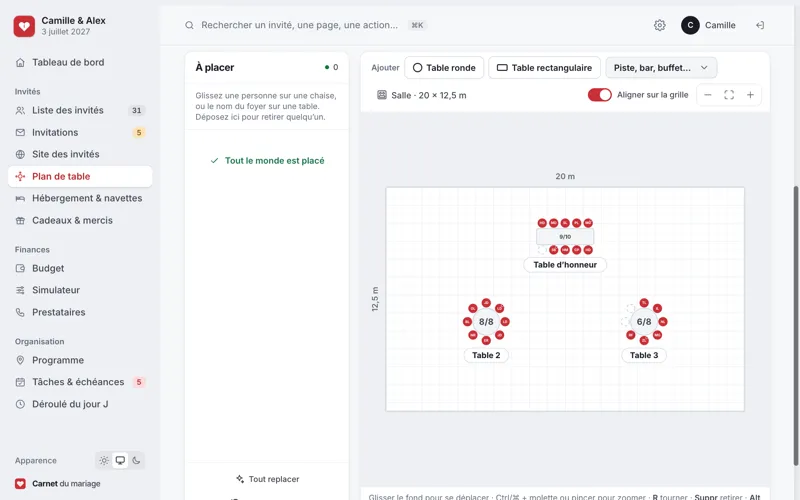 Camille & Alex
3 juillet 2027
Tableau de bord
Invités
Liste des invités 31
Invitations 5
Site des invités
Plan de table
Hébergement & navettes
Cadeaux & mercis
Finances
Budget
Simulateur
Prestataires
Organisation
Programme
Tâches & échéances 5
Déroulé du jour J
Apparence
Carnet du mariage
Rechercher un invité, une page, une action... ⌘K
C Camille
À placer 0
Glissez une personne sur une chaise,
ou le nom du foyer sur une table.
Déposez ici pour retirer quelqu'un.
Tout le monde est placé
Tout replacer
Ajouter Table ronde Table rectangulaire Piste, bar, buffet...
Salle · 20 × 12,5 m Aligner sur la grille
20 m
12,5 m
9/10
Table d'honneur
8/8
Table 2
6/8
Table 3
Glisser le fond pour se déplacer · Ctrl/⌘ + molette ou pincer pour zoomer · R tourner · Suppr retirer · Alt